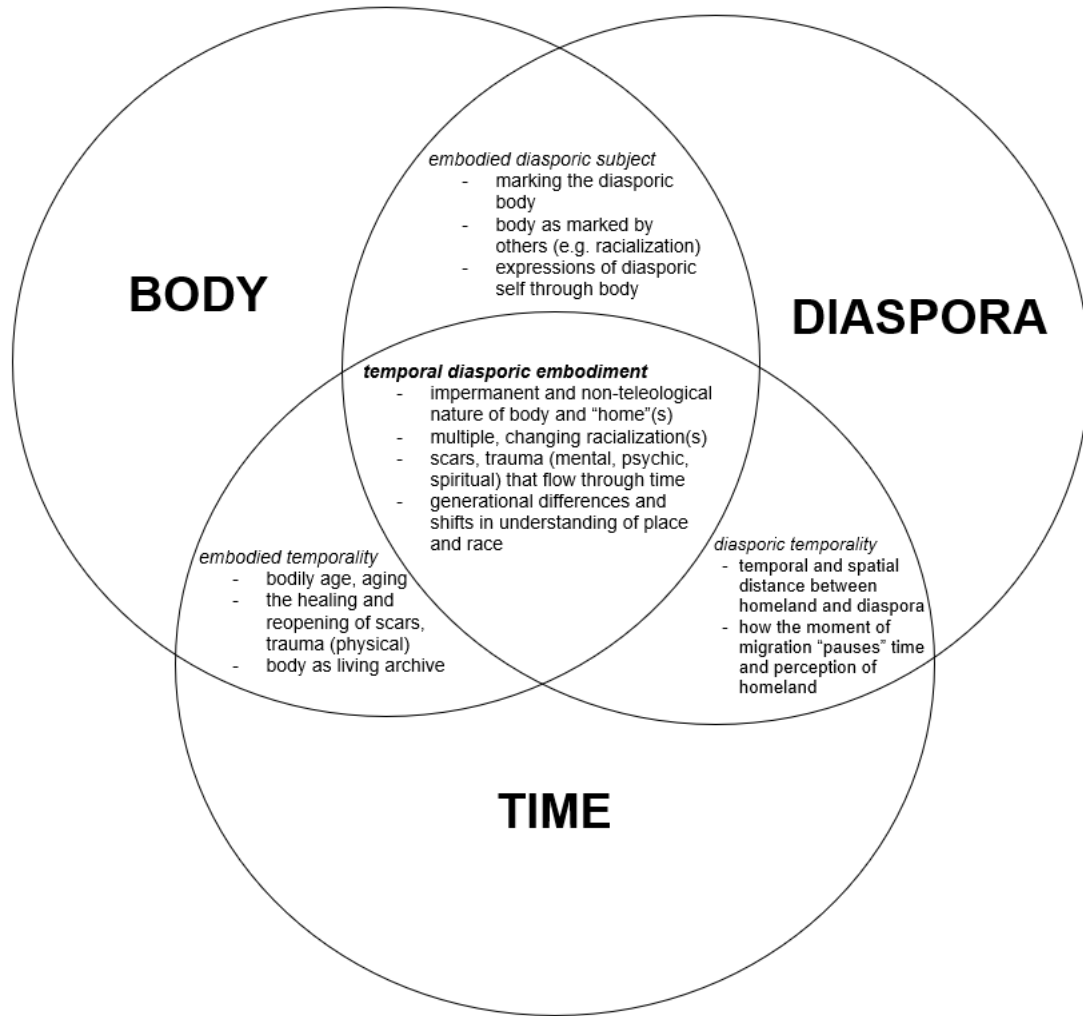 embodied diasporic subject
- marking the diasporic
body
- body as marked by
others (e.g. racialization)
- expressions of diasporic
self through body
BODY
DIASPORA
temporal diasporic embodiment
- impermanent and non-teleological
nature of body and “home”(s)
- multiple, changing racialization(s)
- scars, trauma (mental, psychic,
spiritual) that flow through time
- generational differences and
shifts in understanding of place
and race
embodied temporality
- bodily age, aging
- the healing and
reopening of scars,
trauma (physical)
- body as living archive
diasporic temporality
- temporal and spatial
distance between
homeland and diaspora
- how the moment of
migration “pauses” time
and perception of
homeland
TIME